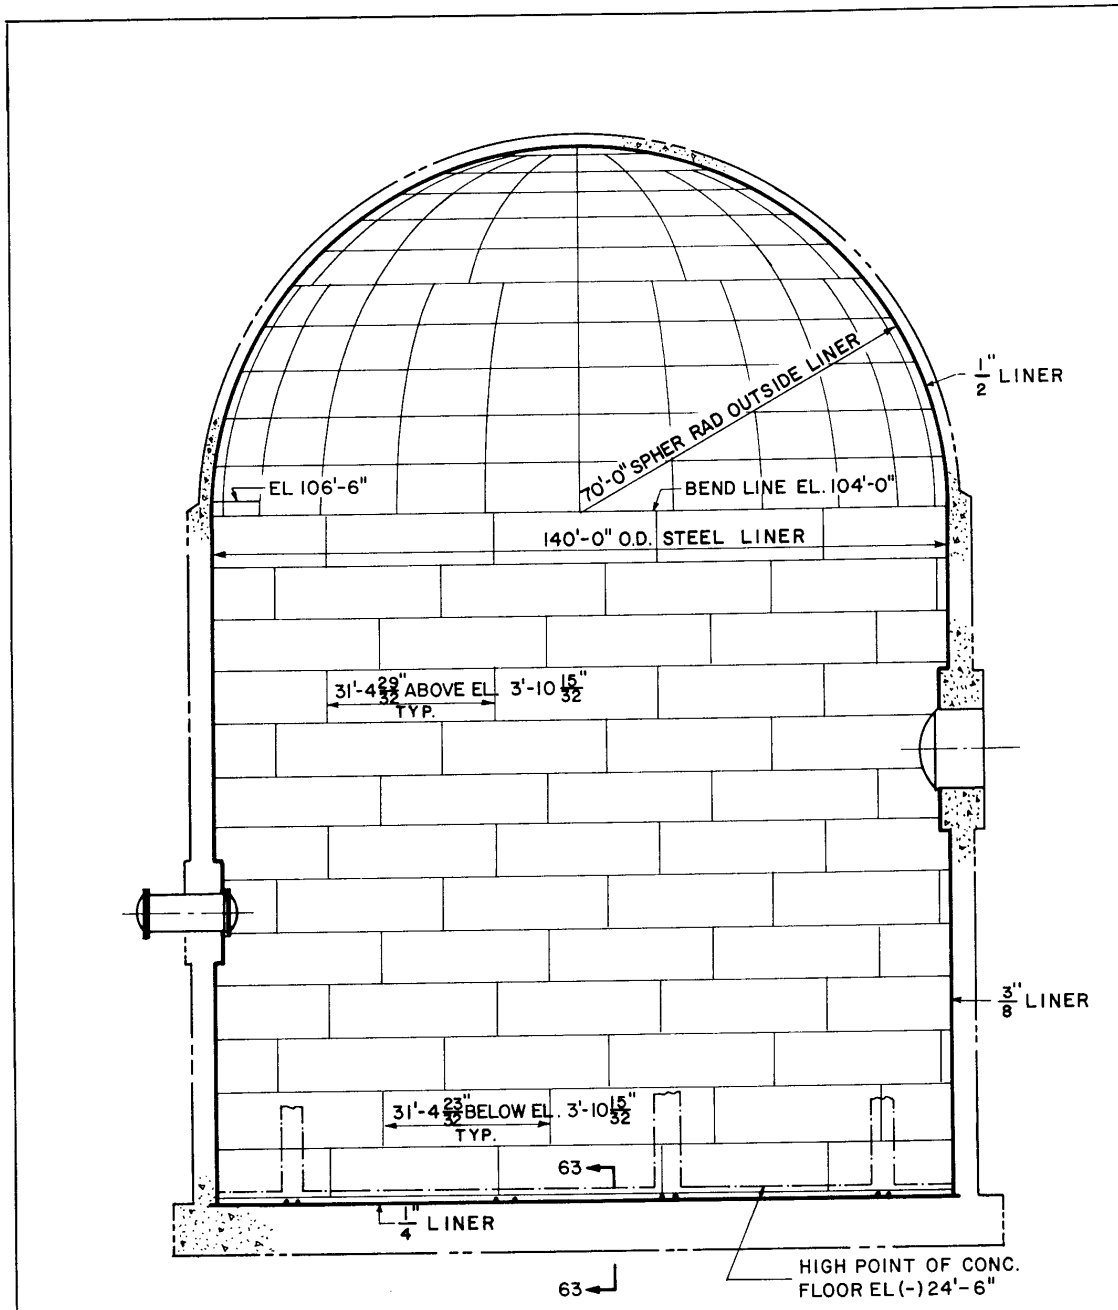 1/2" LINER
70'-0" SPHER RAD OUTSIDE LINER
EL 106'-6"
BEND LINE EL. 104'-0"
140'-0" O.D. STEEL LINER
31'-4 29/32" ABOVE EL. 3'-10 15/32"
TYP.
3/8" LINER
31'-4 23/32" BELOW EL. 3'-10 15/32"
TYP.
63
1/4" LINER
HIGH POINT OF CONC.
FLOOR EL (-) 24'-6"
63